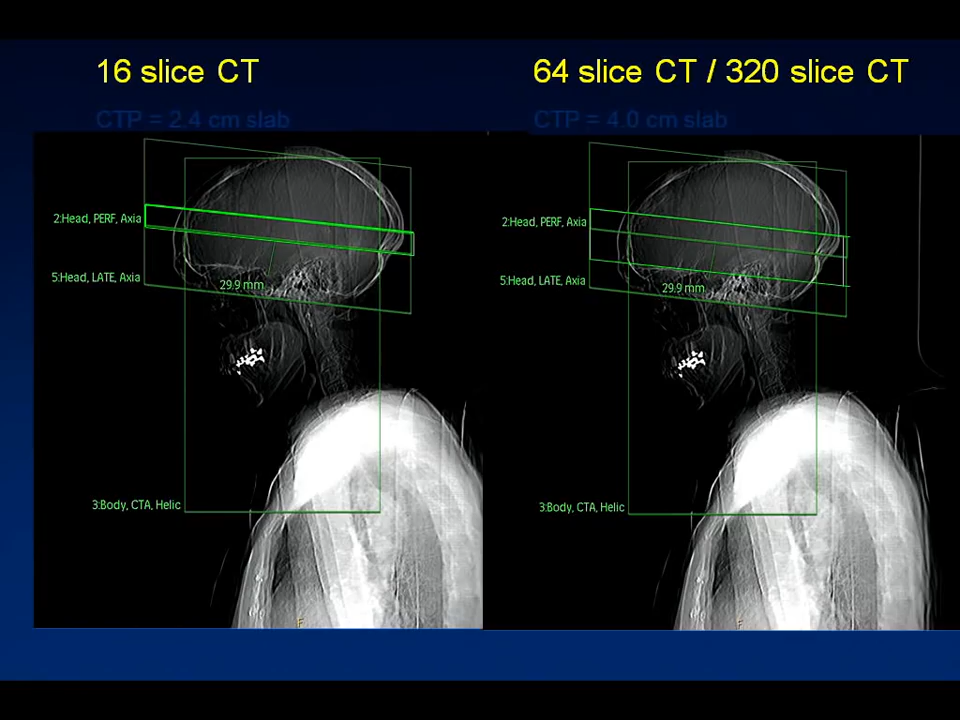 16 slice CT
CTP = 2.4 cm slab
2:Head, PERF, Axia
5:Head, LATE, Axia
29.9 mm
3:Body, CTA, Helic
F
64 slice CT / 320 slice CT
CTP = 4.0 cm slab
2:Head, PERF, Axia
5:Head, LATE, Axia
29.9 mm
3:Body, CTA, Helic
F